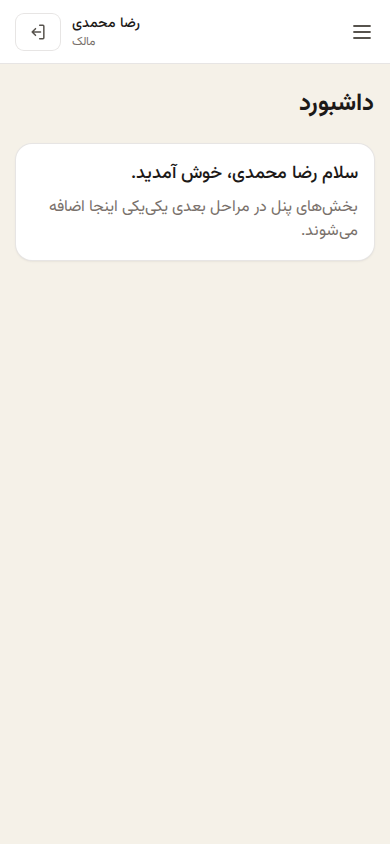 رضا محمدی
مالک
داشبورد
سلام رضا محمدی، خوش آمدید.
بخش‌های پنل در مراحل بعدی یکی‌یکی اینجا اضافه
می‌شوند.